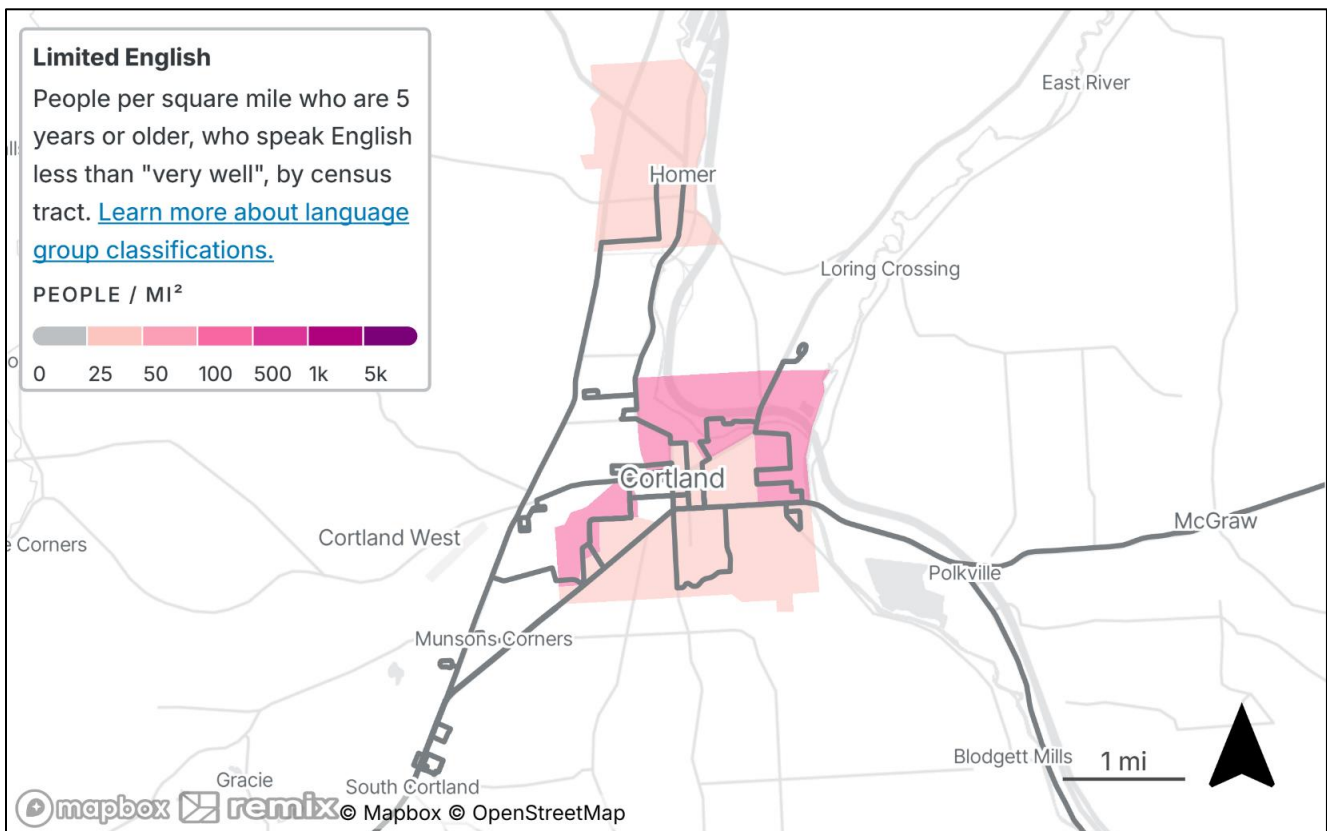 Limited English
People per square mile who are 5
years or older, who speak English
less than "very well", by census
tract. Learn more about language
group classifications.
PEOPLE / MI²
0 25 50 100 500 1k 5k
East River
Homer
Loring Crossing
Cortland
McGraw
Cortland West
e Corners
Polkville
Munsons Corners
Blodgett Mills
1 mi
Gracie
South Cortland
mapbox remix © Mapbox © OpenStreetMap